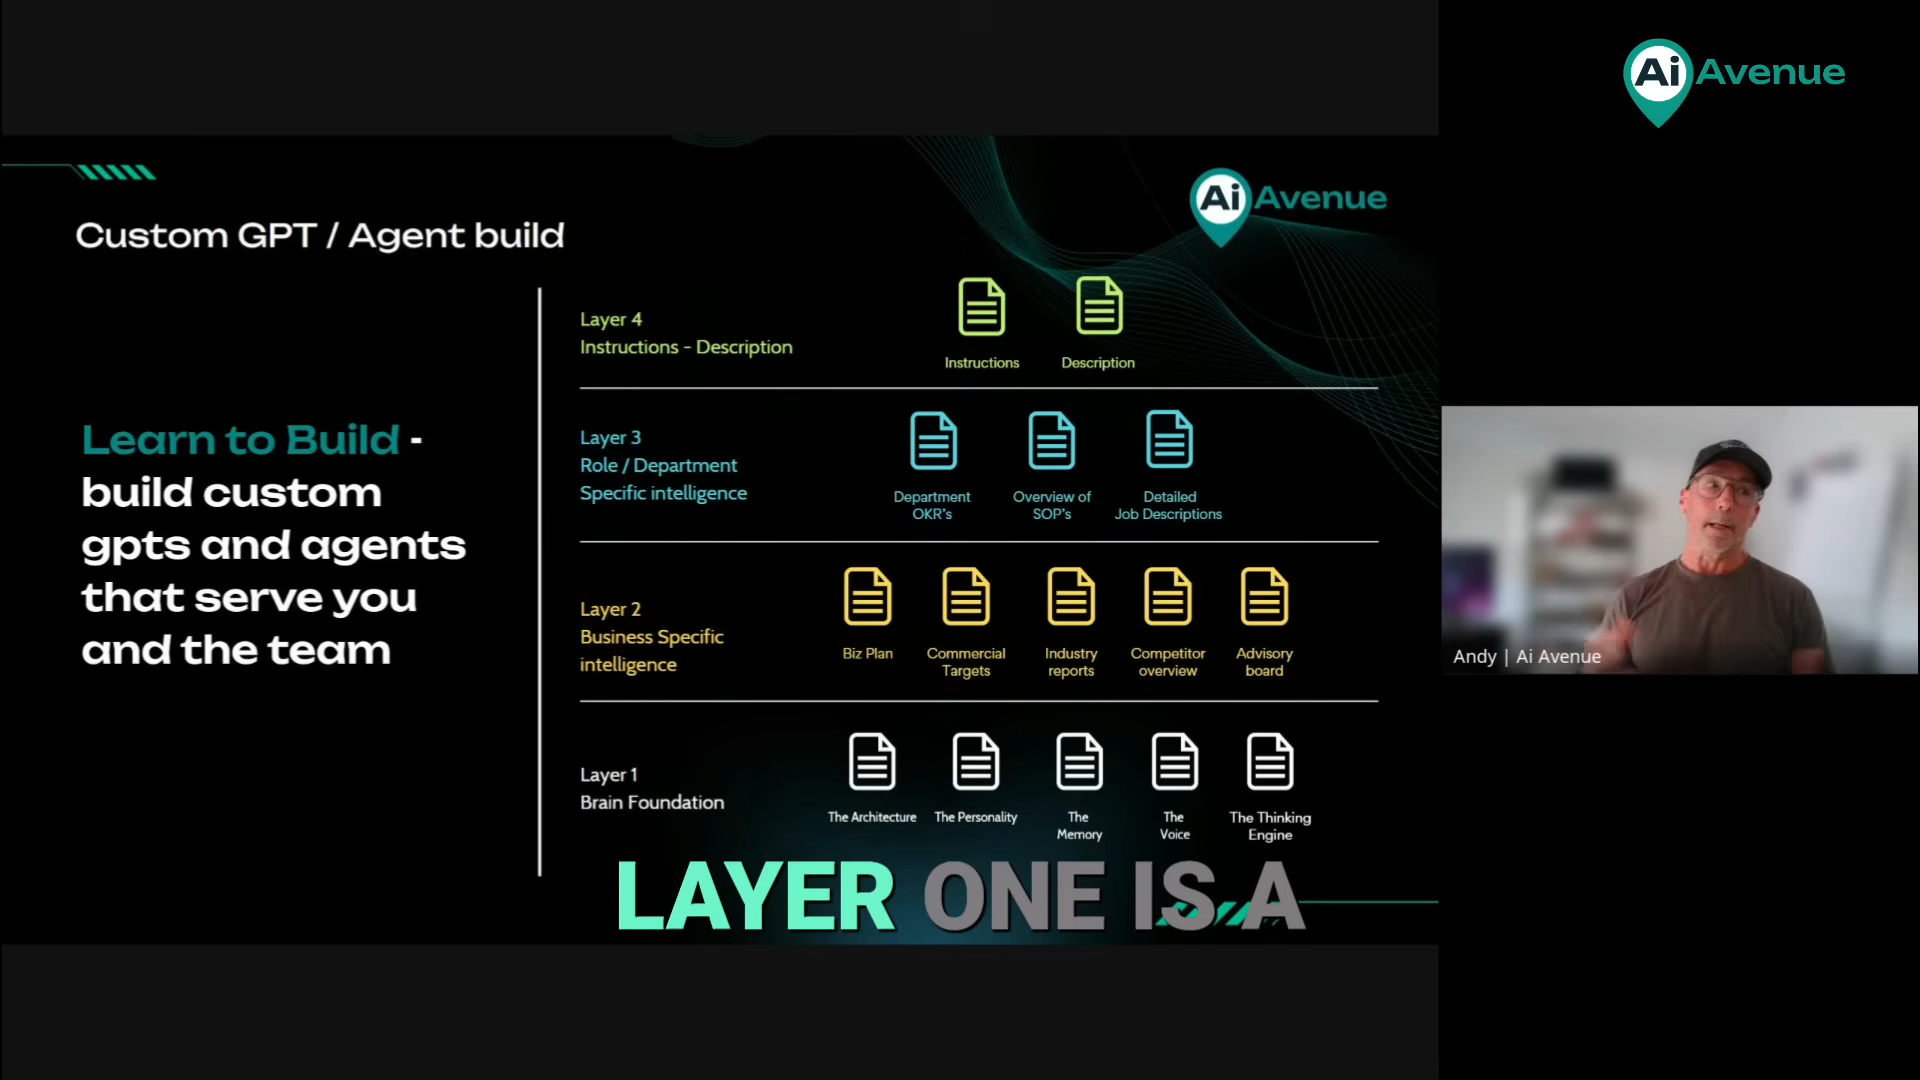 Ai Avenue
Ai Avenue
Custom GPT / Agent build
Learn to Build -
build custom
gpts and agents
that serve you
and the team
Layer 4
Instructions - Description
Instructions
Description
Layer 3
Role / Department
Specific intelligence
Department
OKR's
Overview of
SOP's
Detailed
Job Descriptions
Layer 2
Business Specific
intelligence
Biz Plan
Commercial
Targets
Industry
reports
Competitor
overview
Advisory
board
Layer 1
Brain Foundation
The Architecture
The Personality
The
Memory
The
Voice
The Thinking
Engine
LAYER ONE IS A
Andy | Ai Avenue